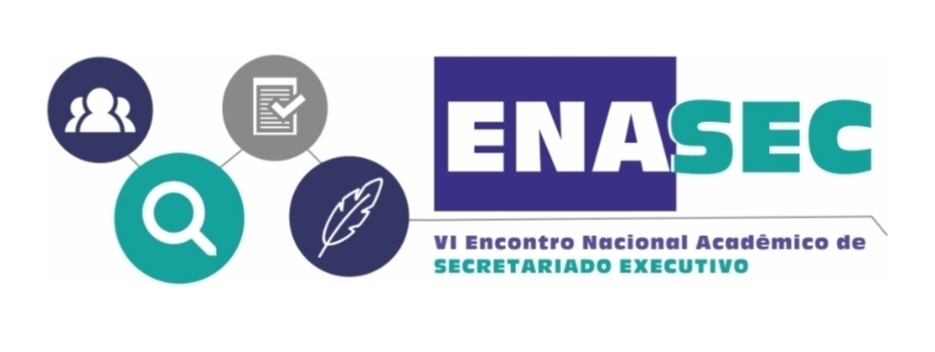 ENASEC
VI Encontro Nacional Acadêmico de
SECRETARIADO EXECUTIVO